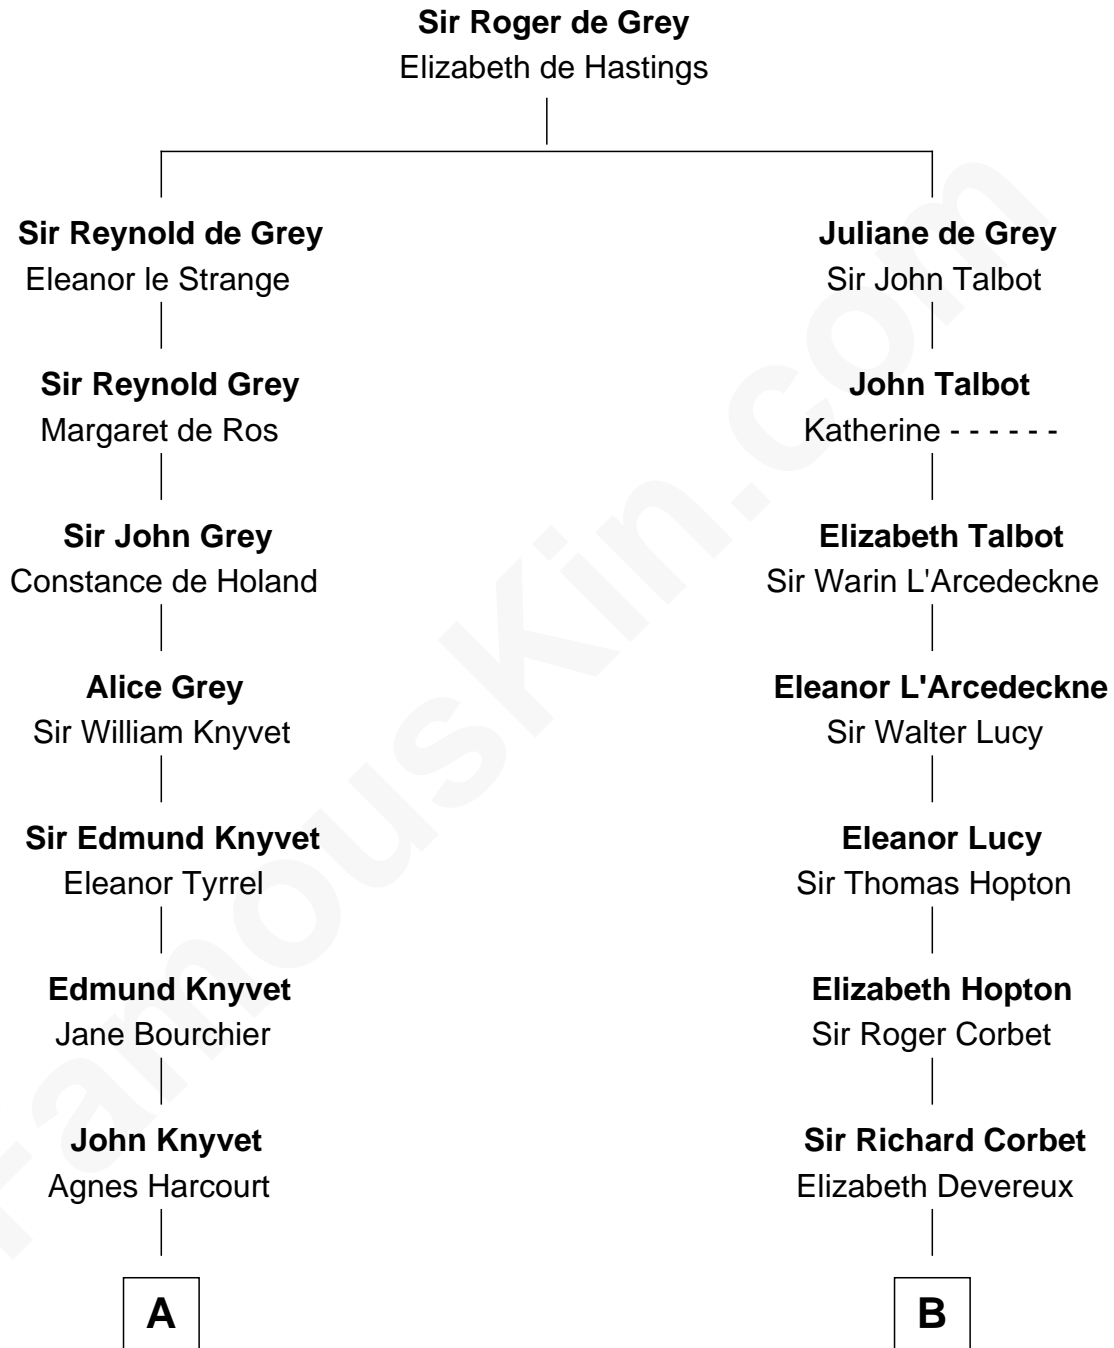 Sir Roger de Grey
Elizabeth de Hastings
Sir Reynold de Grey
Eleanor le Strange
Juliane de Grey
Sir John Talbot
Sir Reynold Grey
Margaret de Ros
John Talbot
Katherine - - - - - -
Sir John Grey
Constance de Holand
Elizabeth Talbot
Sir Warin L'Arcedeckne
Alice Grey
Sir William Knyvet
Eleanor L'Arcedeckne
Sir Walter Lucy
Sir Edmund Knyvet
Eleanor Tyrrel
Eleanor Lucy
Sir Thomas Hopton
Edmund Knyvet
Jane Bourchier
Elizabeth Hopton
Sir Roger Corbet
John Knyvet
Agnes Harcourt
Sir Richard Corbet
Elizabeth Devereux
A
B
FamousKin.com